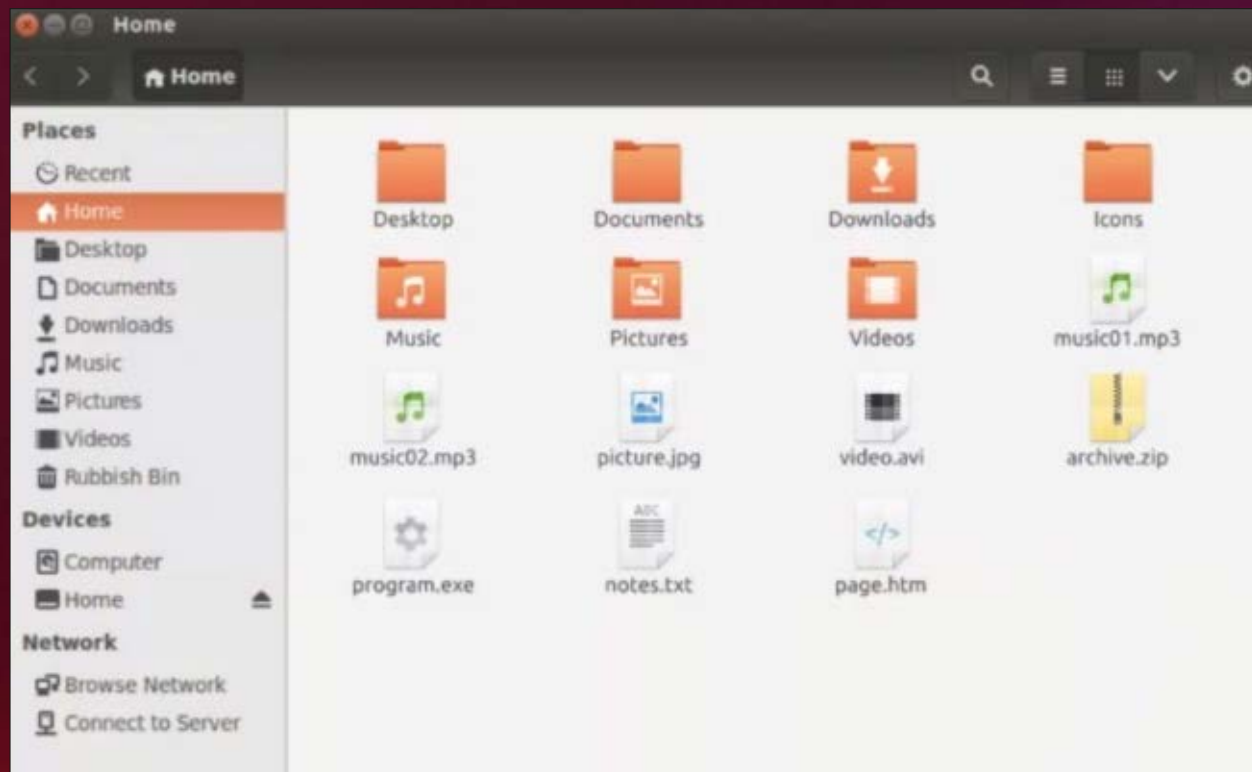 Home
Home
Places
Recent
Home
Desktop
Documents
Downloads
Music
Pictures
Videos
Rubbish Bin
Devices
Computer
Home
Network
Browse Network
Connect to Server
Desktop Documents Downloads Icons
Music Pictures Videos music01.mp3
music02.mp3 picture.jpg video.avi archive.zip
ABC
</>
program.exe notes.txt page.htm